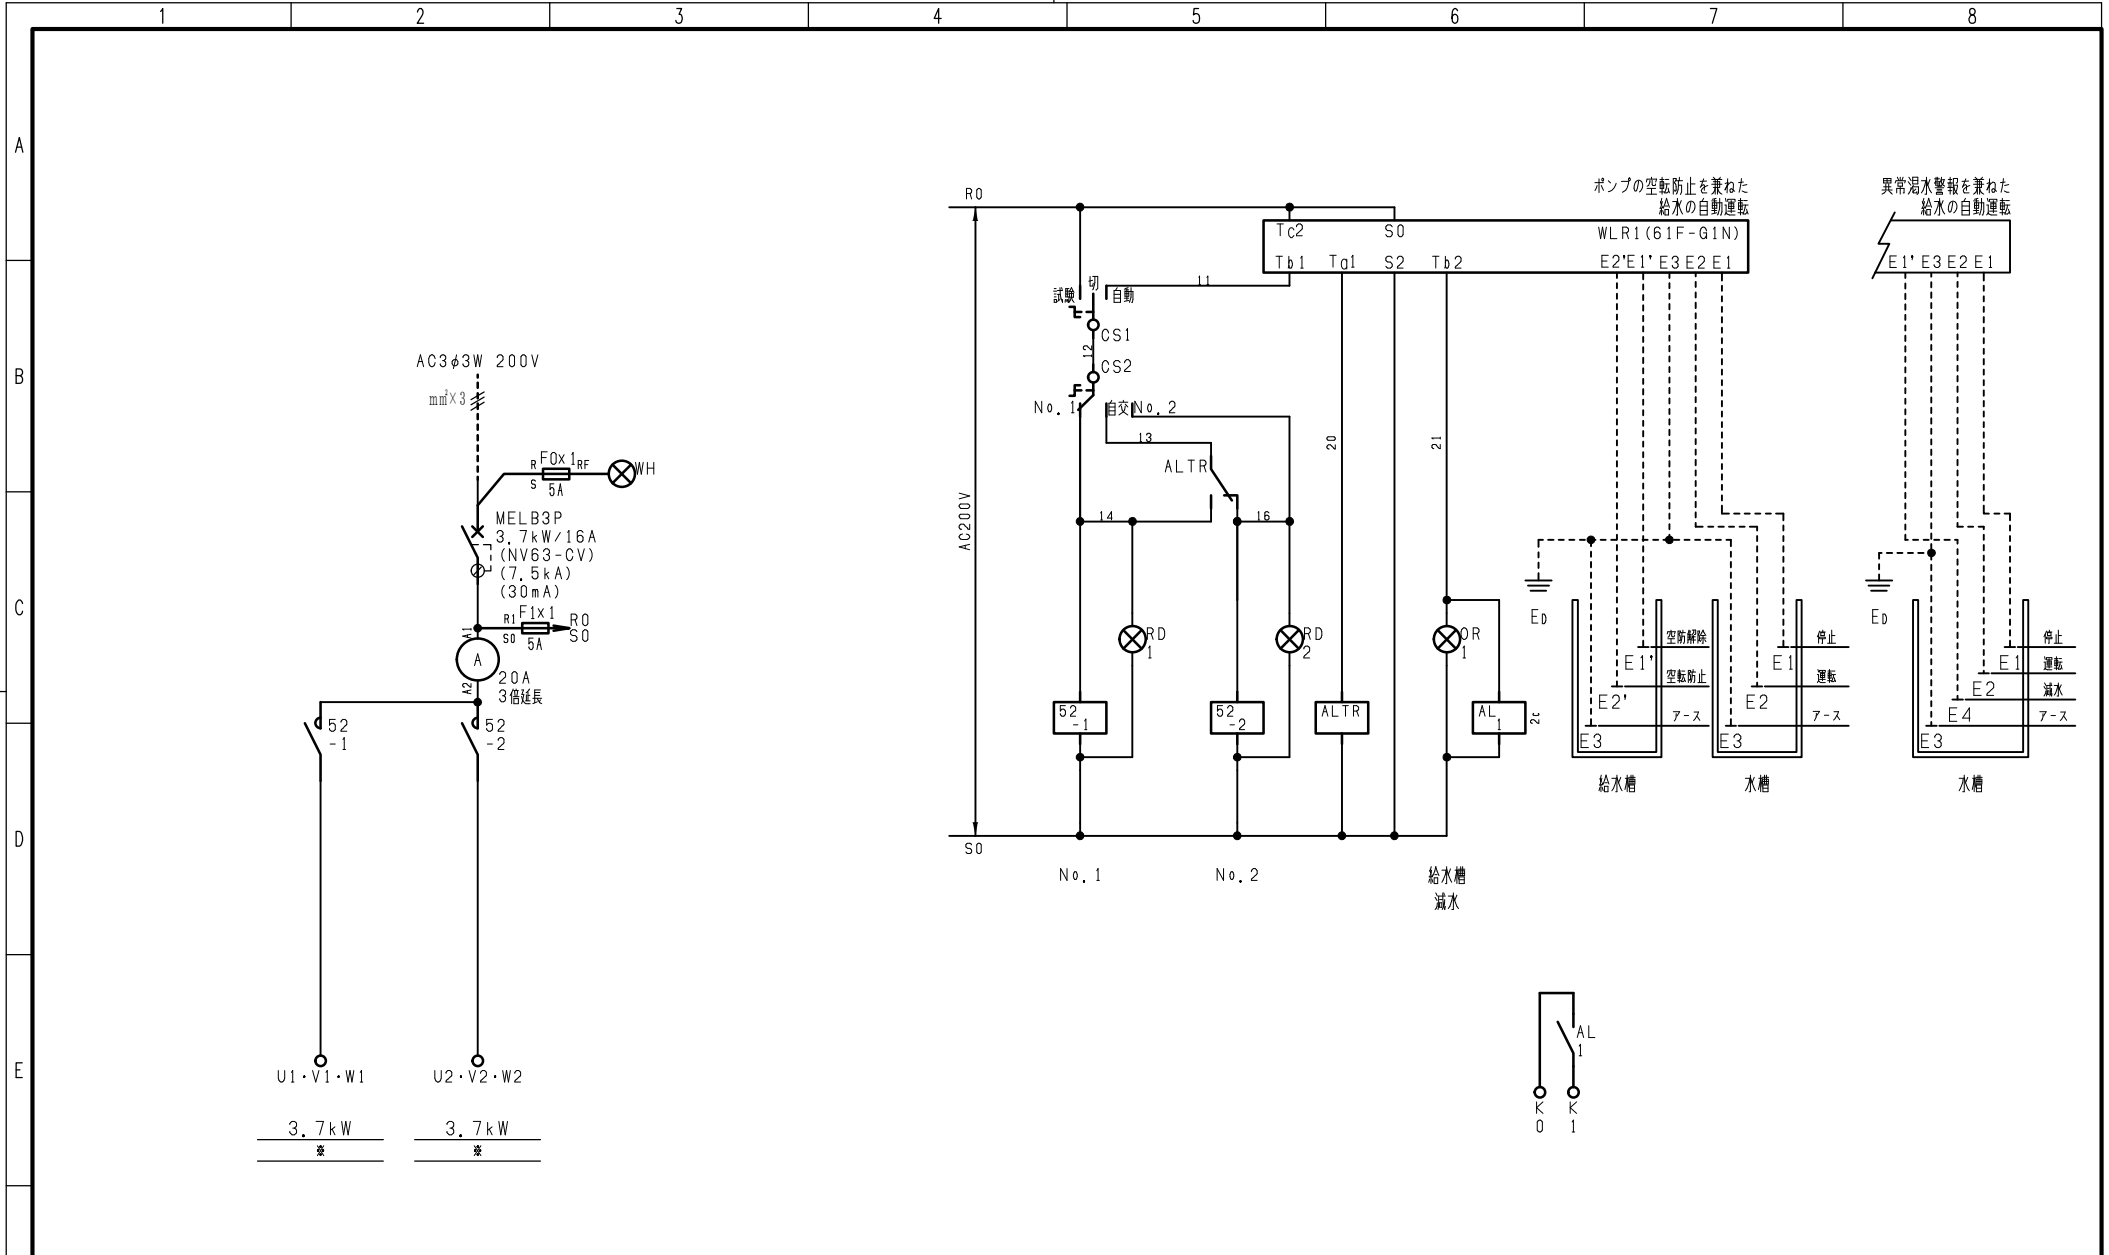 1 2 3 4 5 6 7 8
A
B
C
D
E
AC3φ3W 200V
mm²×3
R F0x1 RF
S 5A
WH
MELB3P
3.7kW/16A
(NV63-CV)
(7.5kA)
(30mA)
R1 F1x1 R0
S0 5A S0
A1
A
A2
20A
3倍延長
52
-1
52
-2
U1・V1・W1
U2・V2・W2
3.7kW
※
3.7kW
※
R0
AC200V
S0
試験 切 自動
11
CS1
12
CS2
No.1 自交 No.2
13
ALTR
14
16
20
21
RD
1
RD
2
OR
1
52
-1
52
-2
ALTR
AL
1
2c
No.1
No.2
給水槽
減水
ポンプの空転防止を兼ねた
給水の自動運転
Tc2 S0 WLR1(61F-G1N)
Tb1 Ta1 S2 Tb2 E2' E1' E3 E2 E1
ED
空防解除
E1'
空転防止
E2'
アース
E3
給水槽
停止
E1
運転
E2
アース
E3
水槽
異常渇水警報を兼ねた
給水の自動運転
E1' E3 E2 E1
ED
停止
E1
運転
E2
減水
E4
アース
E3
水槽
AL
1
K
0
K
1